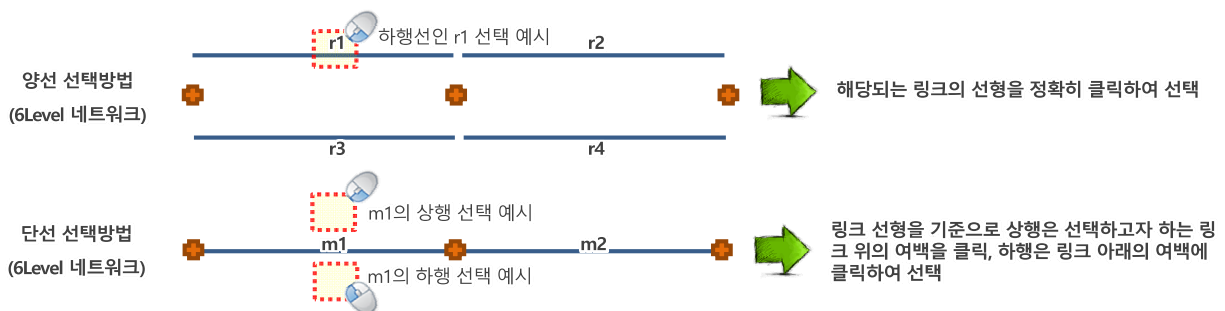 r1
하행선인 r1 선택 예시
r2
양선 선택방법
(6Level 네트워크)
해당되는 링크의 선형을 정확히 클릭하여 선택
r3
r4
m1의 상행 선택 예시
단선 선택방법
(6Level 네트워크)
m1
m2
m1의 하행 선택 예시
링크 선형을 기준으로 상행은 선택하고자 하는 링
크 위의 여백을 클릭, 하행은 링크 아래의 여백에
클릭하여 선택